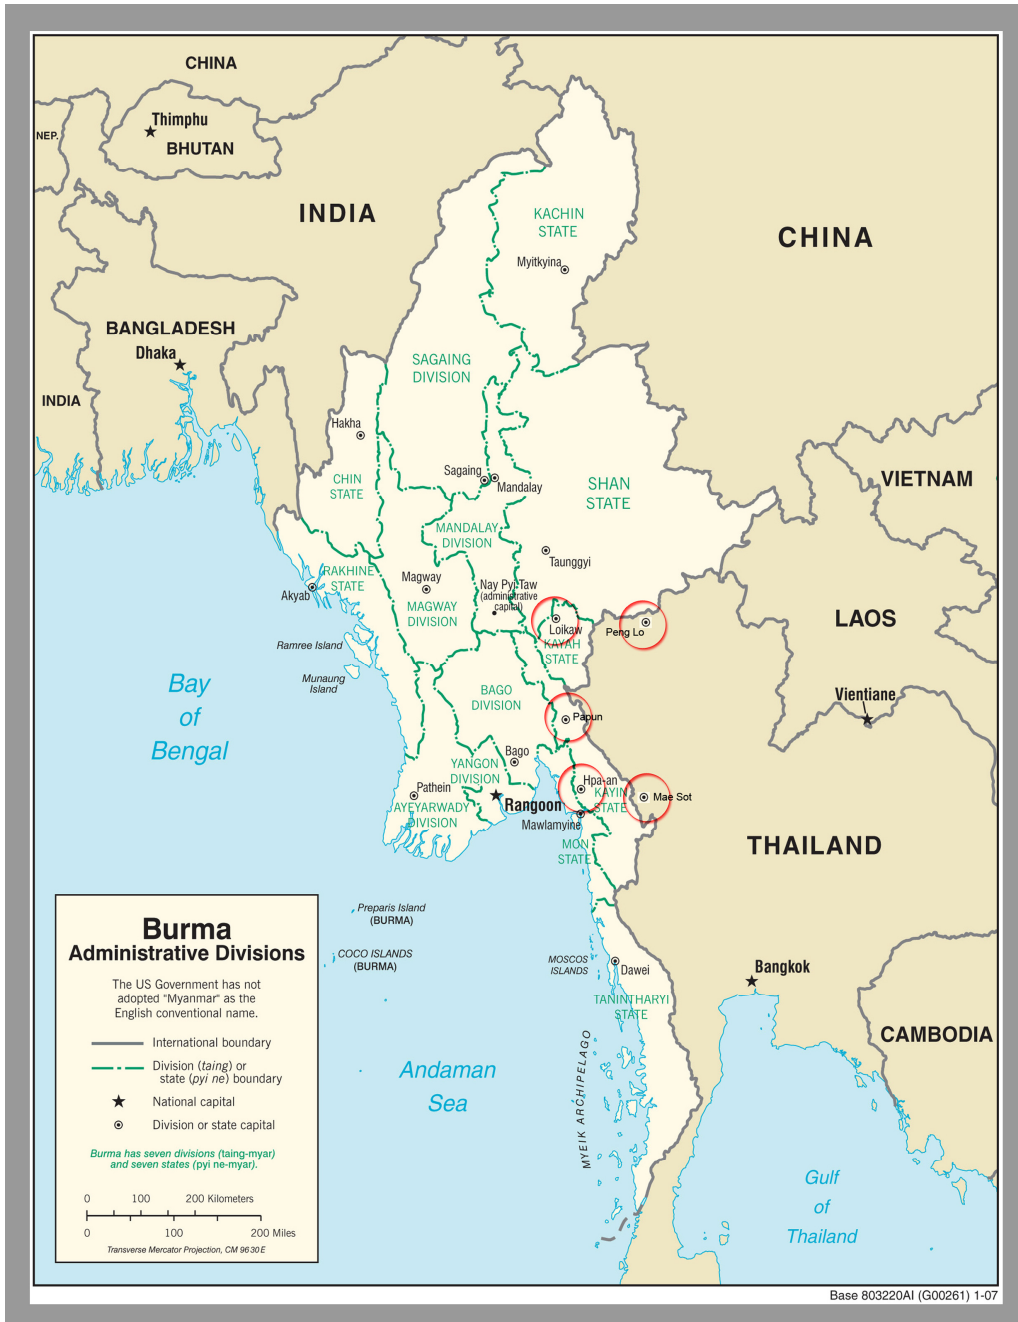 CHINA
Thimphu
NEP.
BHUTAN
INDIA
KACHIN
STATE
CHINA
Myitkyina
BANGLADESH
Dhaka
SAGAING
DIVISION
INDIA
Hakha
Sagaing
Mandalay
CHIN
STATE
SHAN
STATE
VIETNAM
MANDALAY
DIVISION
Taunggyi
RAKHINE
STATE
Akyab
Magway
MAGWAY
DIVISION
Nay Pyi Taw
(administrative
capital)
Loikaw
KAYAH
STATE
Peng Lo
LAOS
Ramree Island
Munaung
Island
Bay
of
Bengal
BAGO
DIVISION
Papun
Vientiane
Bago
YANGON
DIVISION
Pathein
AYEYARWADY
DIVISION
Rangoon
Hpa-an
KAYIN
STATE
Mae Sot
Mawlamyine
MON
STATE
THAILAND
Preparis Island
(BURMA)
COCO ISLANDS
(BURMA)
MOSCOS
ISLANDS
Dawei
TANINTHARYI
STATE
Bangkok
CAMBODIA
Andaman
Sea
MYEIK ARCHIPELAGO
Gulf
of
Thailand
Burma
Administrative Divisions
The US Government has not
adopted "Myanmar" as the
English conventional name.
International boundary
Division (taing) or
state (pyi ne) boundary
National capital
Division or state capital
Burma has seven divisions (taing-myar)
and seven states (pyi ne-myar).
0 100 200 Kilometers
0 100 200 Miles
Transverse Mercator Projection, CM 96 30 E
Base 803220AI (G00261) 1-07